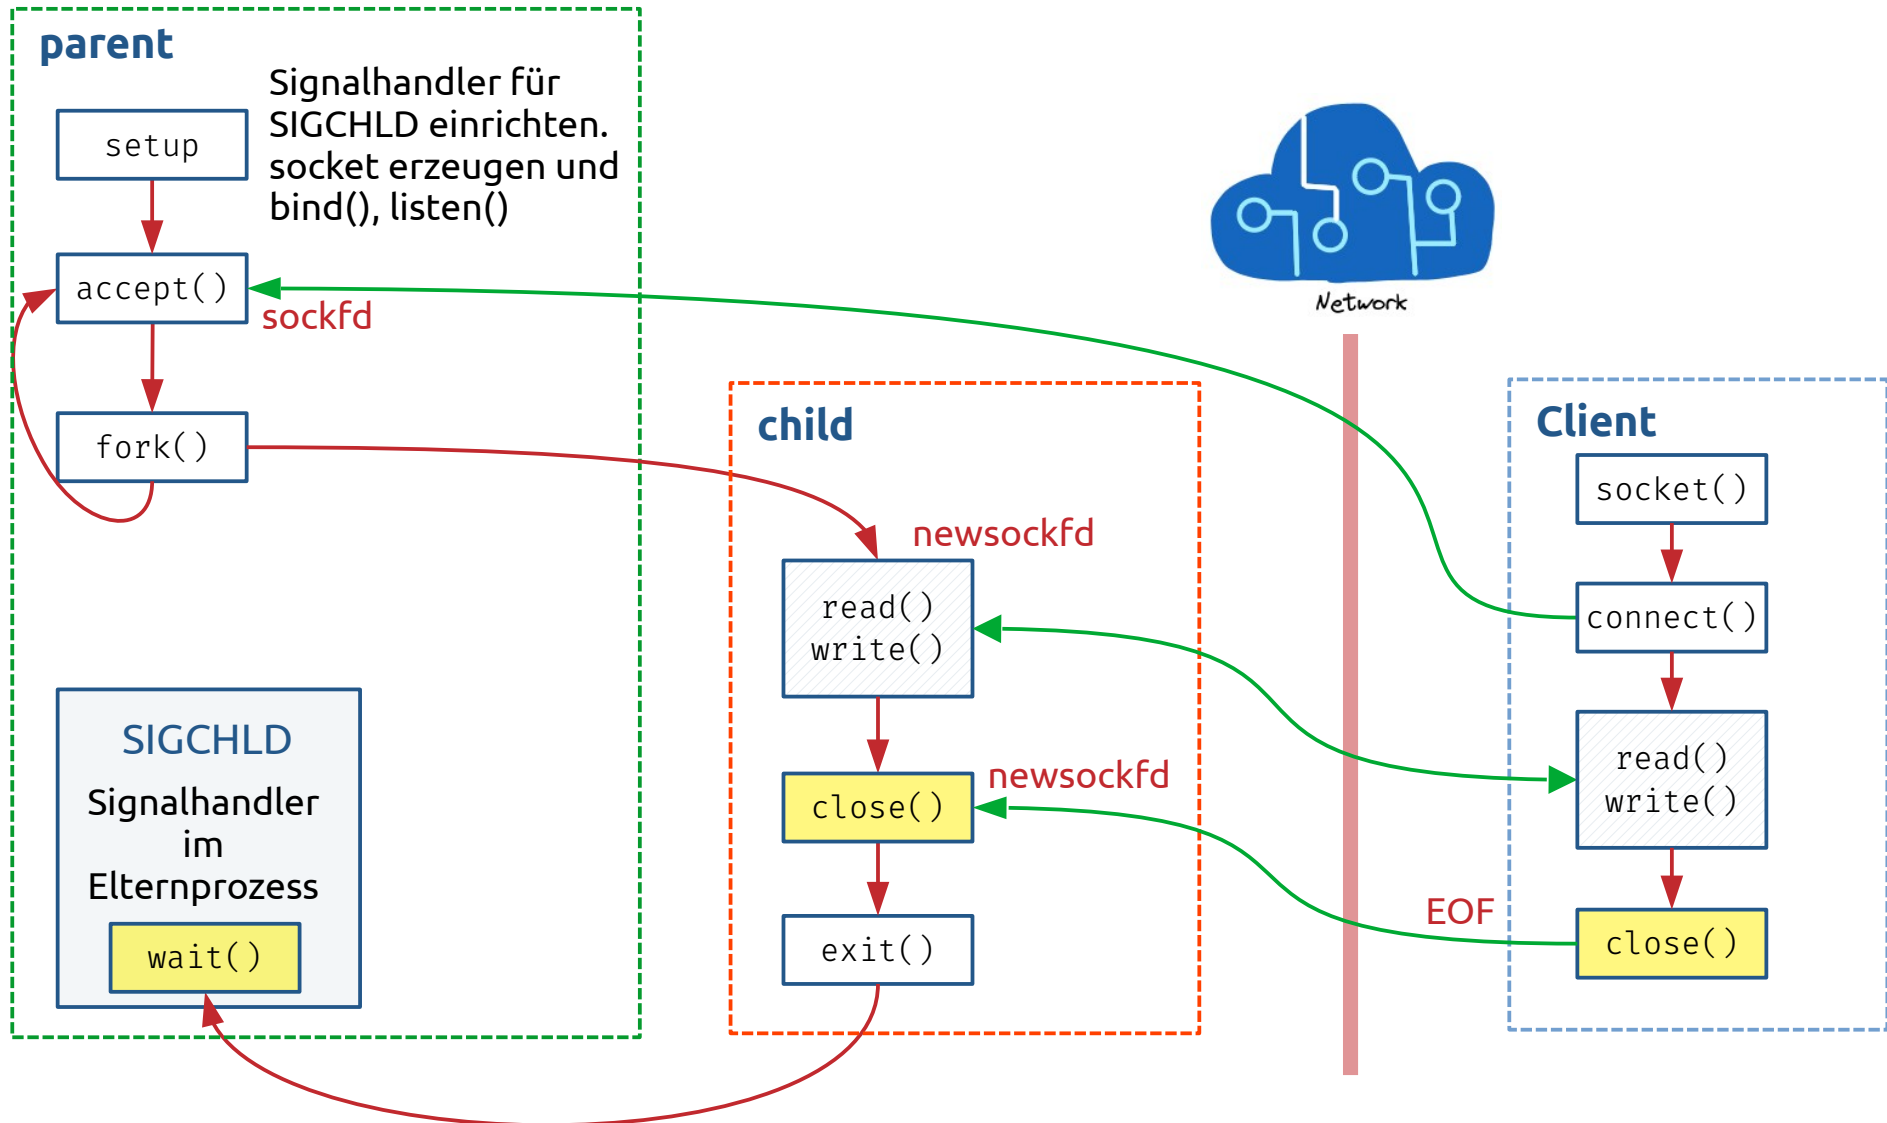 parent
Signalhandler für
SIGCHLD einrichten.
socket erzeugen und
bind(), listen()
setup
accept()
sockfd
fork()
SIGCHLD
Signalhandler
im
Elternprozess
wait()
child
newsockfd
read()
write()
newsockfd
close()
exit()
Network
EOF
Client
socket()
connect()
read()
write()
close()